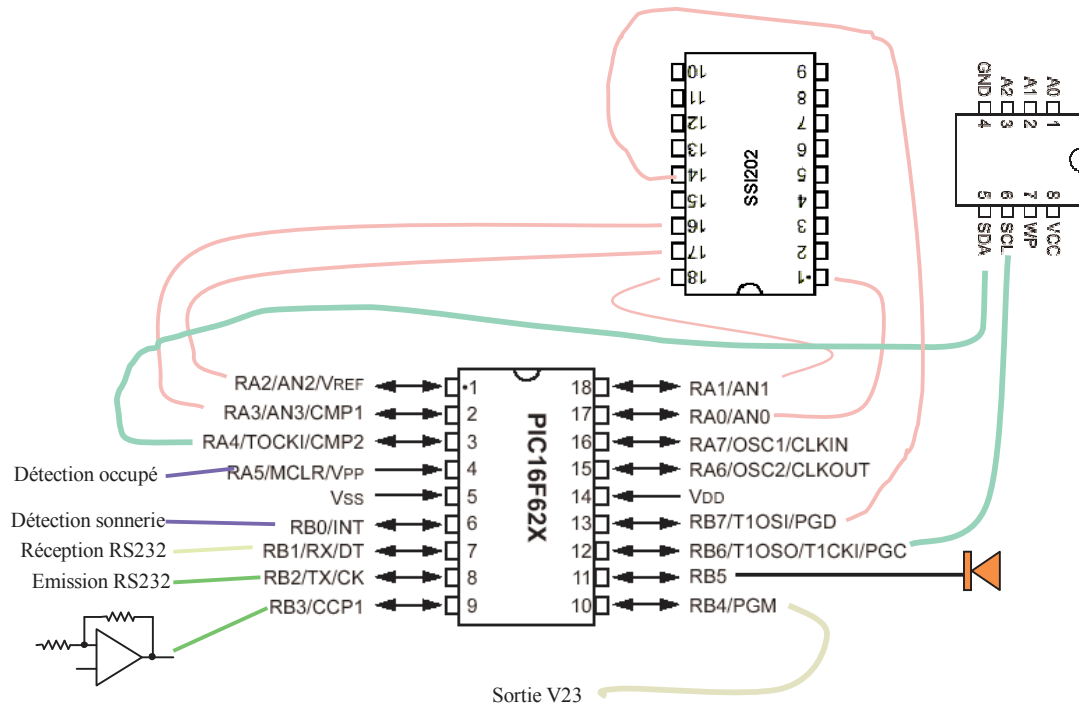 10
11
12
13
14
15
16
17
18
SSI202
9
8
7
6
5
4
3
2
1
GND
A2
A1
A0
4
3
2
1
5
6
7
8
SDA
SCL
WP
VCC
RA2/AN2/VREF
RA3/AN3/CMP1
RA4/TOCKI/CMP2
Détection occupé
RA5/MCLR/VPP
VSS
Détection sonnerie
RB0/INT
Réception RS232
RB1/RX/DT
Emission RS232
RB2/TX/CK
RB3/CCP1
1
2
3
4
5
6
7
8
9
PIC16F62X
18
17
16
15
14
13
12
11
10
RA1/AN1
RA0/AN0
RA7/OSC1/CLKIN
RA6/OSC2/CLKOUT
VDD
RB7/T1OSI/PGD
RB6/T1OSO/T1CKI/PGC
RB5
RB4/PGM
Sortie V23